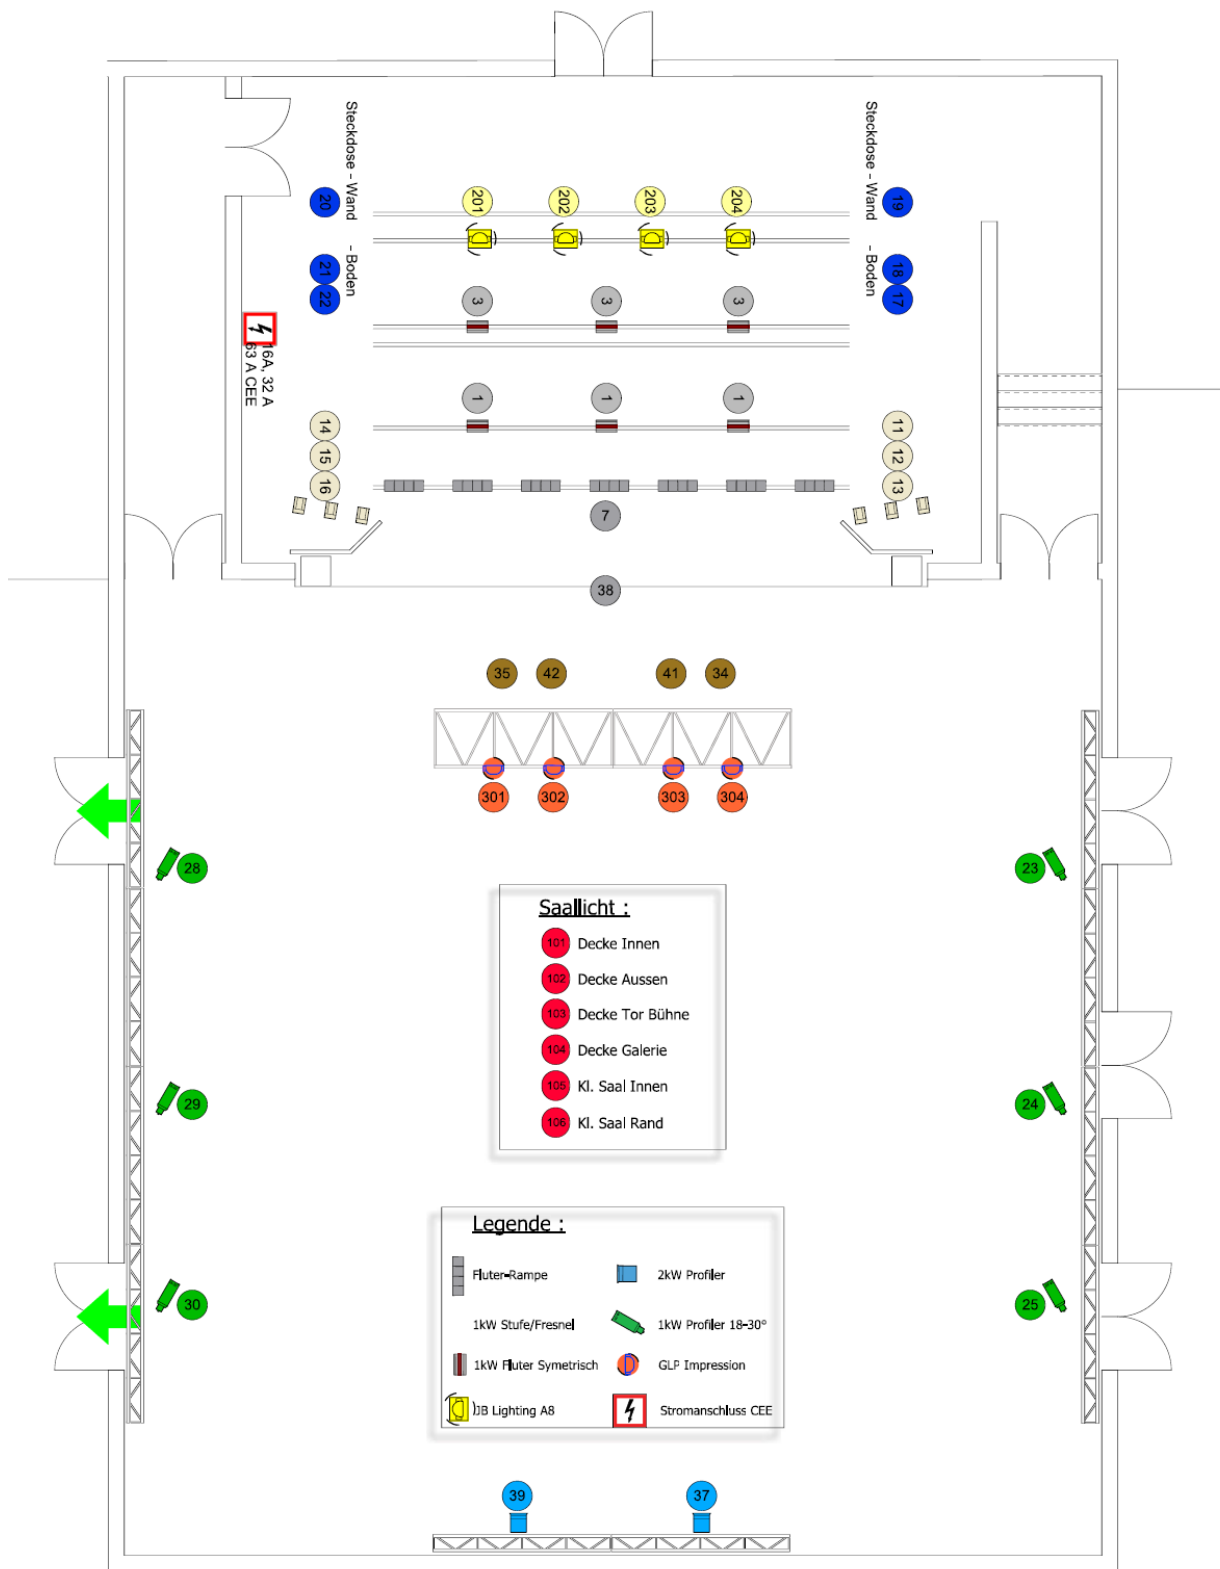 Steckdose - Wand
- Boden
Steckdose - Wand
- Boden
20
201
202
203
204
19
21
18
22
17
3
3
3
16A, 32 A
63 A CEE
1
1
1
14
11
15
12
16
13
7
38
35
42
41
34
301
302
303
304
28
23
Saallicht :
101 Decke Innen
102 Decke Aussen
103 Decke Tor Bühne
104 Decke Galerie
105 Kl. Saal Innen
106 Kl. Saal Rand
29
24
Legende :
Fluter-Rampe
2kW Profiler
1kW Stufe/Fresnel
1kW Profiler 18-30°
1kW Fluter Symetrisch
GLP Impression
JB Lighting A8
Stromanschluss CEE
30
25
39
37